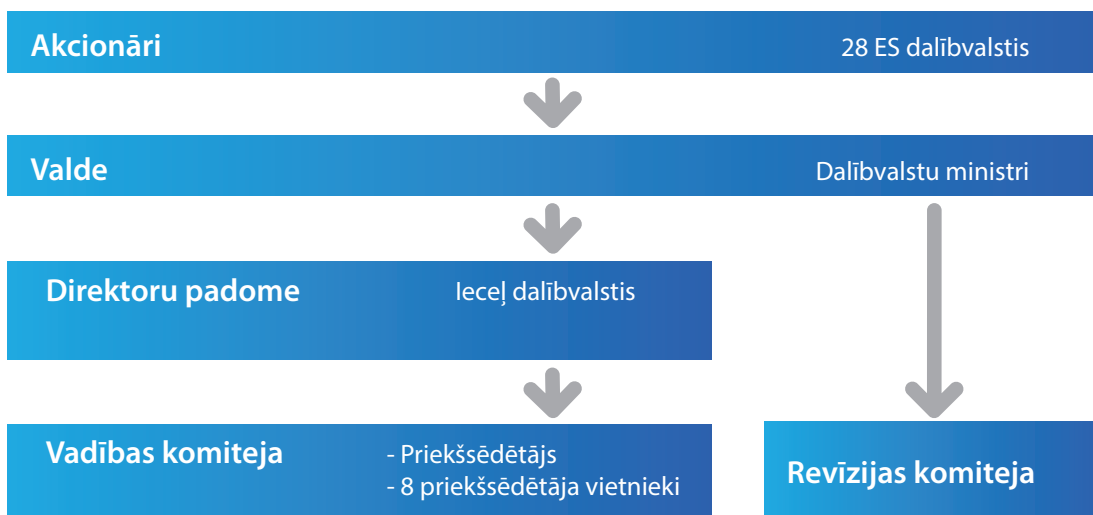 Akcionāri
28 ES dalībvalstis
Valde
Dalībvalstu ministri
Direktoru padome
Ieceļ dalībvalstis
Vadības komiteja
- Priekšsēdētājs
- 8 priekšsēdētāja vietnieki
Revīzijas komiteja